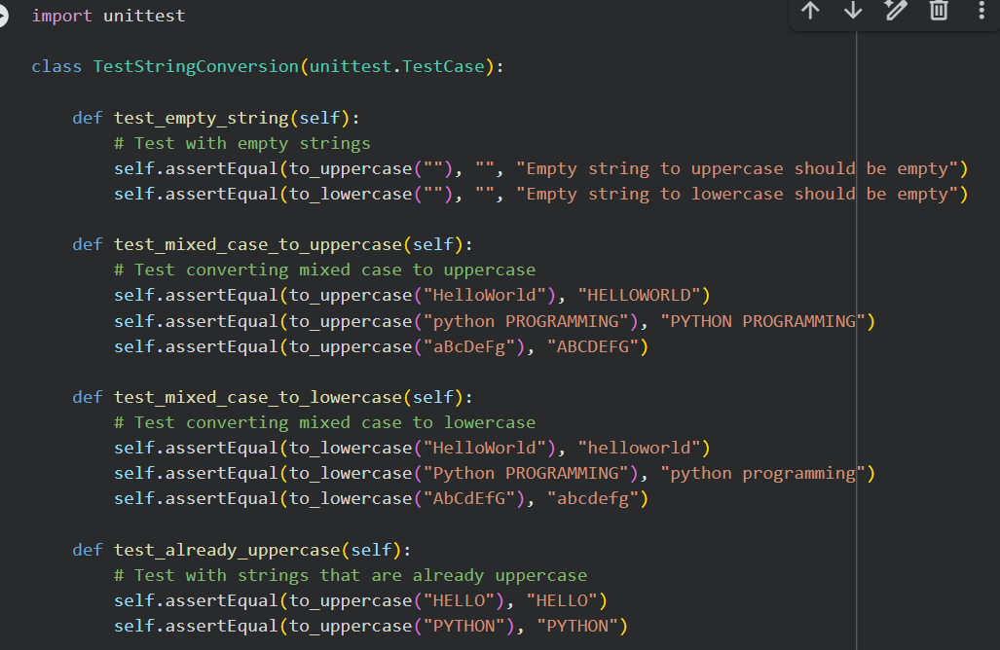 import unittest
class TestStringConversion(unittest.TestCase):
def test_empty_string(self):
# Test with empty strings
self.assertEqual(to_uppercase(""), "", "Empty string to uppercase should be empty")
self.assertEqual(to_lowercase(""), "", "Empty string to lowercase should be empty")
def test_mixed_case_to_uppercase(self):
# Test converting mixed case to uppercase
self.assertEqual(to_uppercase("HelloWorld"), "HELLOWORLD")
self.assertEqual(to_uppercase("python PROGRAMMING"), "PYTHON PROGRAMMING")
self.assertEqual(to_uppercase("aBcDeFg"), "ABCDEFG")
def test_mixed_case_to_lowercase(self):
# Test converting mixed case to lowercase
self.assertEqual(to_lowercase("HelloWorld"), "helloworld")
self.assertEqual(to_lowercase("Python PROGRAMMING"), "python programming")
self.assertEqual(to_lowercase("AbCdEfG"), "abcdefg")
def test_already_uppercase(self):
# Test with strings that are already uppercase
self.assertEqual(to_uppercase("HELLO"), "HELLO")
self.assertEqual(to_uppercase("PYTHON"), "PYTHON")